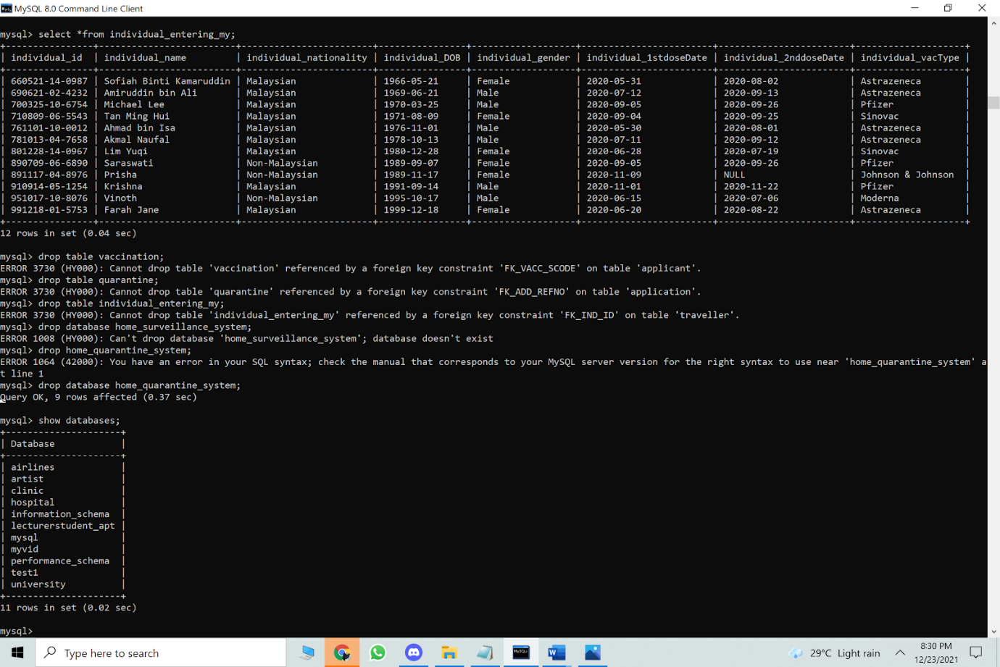 MySQL 8.0 Command Line Client
mysql> select *from individual_entering_my;
+----------------+-------------------------+------------------------+----------------+-------------------+------------------------+------------------------+--------------------+
| individual_id | individual_name | individual_nationality | individual_DOB | individual_gender | individual_1stdoseDate | individual_2nddoseDate | individual_vacType |
+----------------+-------------------------+------------------------+----------------+-------------------+------------------------+------------------------+--------------------+
| 660521-14-0987 | Sofiah Binti Kamaruddin | Malaysian | 1966-05-21 | Female | 2020-05-31 | 2020-08-02 | Astrazeneca |
| 690621-02-4232 | Amiruddin bin Ali | Malaysian | 1969-06-21 | Male | 2020-07-12 | 2020-09-13 | Astrazeneca |
| 700325-10-6754 | Michael Lee | Malaysian | 1970-03-25 | Male | 2020-09-05 | 2020-09-26 | Pfizer |
| 710809-06-5543 | Tan Ming Hui | Malaysian | 1971-08-09 | Female | 2020-09-04 | 2020-09-25 | Sinovac |
| 761101-10-0012 | Ahmad bin Isa | Malaysian | 1976-11-01 | Male | 2020-05-30 | 2020-08-01 | Astrazeneca |
| 781013-04-7658 | Akmal Naufal | Malaysian | 1978-10-13 | Male | 2020-07-11 | 2020-09-12 | Astrazeneca |
| 801228-14-0967 | Lim Yuqi | Malaysian | 1980-12-28 | Female | 2020-06-28 | 2020-07-19 | Sinovac |
| 890709-06-6890 | Saraswati | Non-Malaysian | 1989-09-07 | Female | 2020-09-05 | 2020-09-26 | Pfizer |
| 891117-04-8976 | Prisha | Non-Malaysian | 1989-11-17 | Female | 2020-11-09 | NULL | Johnson & Johnson |
| 910914-05-1254 | Krishna | Malaysian | 1991-09-14 | Male | 2020-11-01 | 2020-11-22 | Pfizer |
| 951017-10-8076 | Vinoth | Non-Malaysian | 1995-10-17 | Male | 2020-06-15 | 2020-07-06 | Moderna |
| 991218-01-5753 | Farah Jane | Malaysian | 1999-12-18 | Female | 2020-06-20 | 2020-08-22 | Astrazeneca |
+----------------+-------------------------+------------------------+----------------+-------------------+------------------------+------------------------+--------------------+
12 rows in set (0.04 sec)
mysql> drop table vaccination;
ERROR 3730 (HY000): Cannot drop table 'vaccination' referenced by a foreign key constraint 'FK_VACC_SCODE' on table 'applicant'.
mysql> drop table quarantine;
ERROR 3730 (HY000): Cannot drop table 'quarantine' referenced by a foreign key constraint 'FK_ADD_REFNO' on table 'application'.
mysql> drop table individual_entering_my;
ERROR 3730 (HY000): Cannot drop table 'individual_entering_my' referenced by a foreign key constraint 'FK_IND_ID' on table 'traveller'.
mysql> drop database home_surveillance_system;
ERROR 1008 (HY000): Can't drop database 'home_surveillance_system'; database doesn't exist
mysql> drop home_quarantine_system;
ERROR 1064 (42000): You have an error in your SQL syntax; check the manual that corresponds to your MySQL server version for the right syntax to use near 'home_quarantine_system' a
t line 1
mysql> drop database home_quarantine_system;
Query OK, 9 rows affected (0.37 sec)
mysql> show databases;
+---------------------+
| Database |
+---------------------+
| airlines |
| artist |
| clinic |
| hospital |
| information_schema |
| lecturerstudent_apt |
| mysql |
| myvid |
| performance_schema |
| test1 |
| university |
+---------------------+
11 rows in set (0.02 sec)
mysql>
Type here to search
29°C Light rain
8:30 PM
12/23/2021